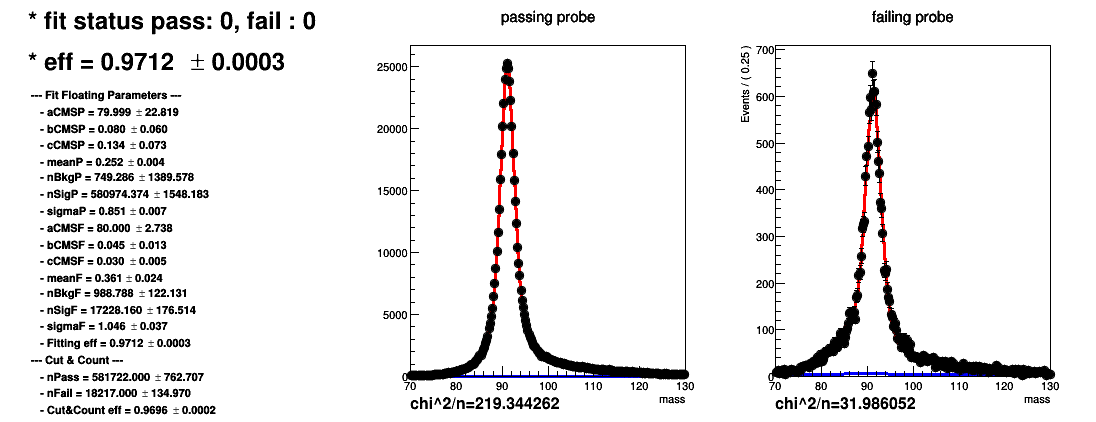 * fit status pass: 0, fail : 0
* eff = 0.9712 ± 0.0003
--- Fit Floating Parameters ---
- aCMSP = 79.999 ± 22.819
- bCMSP = 0.080 ± 0.060
- cCMSP = 0.134 ± 0.073
- meanP = 0.252 ± 0.004
- nBkgP = 749.286 ± 1389.578
- nSigP = 580974.374 ± 1548.183
- sigmaP = 0.851 ± 0.007
- aCMSF = 80.000 ± 2.738
- bCMSF = 0.045 ± 0.013
- cCMSF = 0.030 ± 0.005
- meanF = 0.361 ± 0.024
- nBkgF = 988.788 ± 122.131
- nSigF = 17228.160 ± 176.514
- sigmaF = 1.046 ± 0.037
- Fitting eff = 0.9712 ± 0.0003
--- Cut & Count ---
- nPass = 581722.000 ± 762.707
- nFail = 18217.000 ± 134.970
- Cut&Count eff = 0.9696 ± 0.0002
passing probe
25000
20000
15000
10000
5000
0
70 80 90 100 110 120 130
mass
chi^2/n=219.344262
failing probe
Events / ( 0.25 )
700
600
500
400
300
200
100
0
70 80 90 100 110 120 130
mass
chi^2/n=31.986052